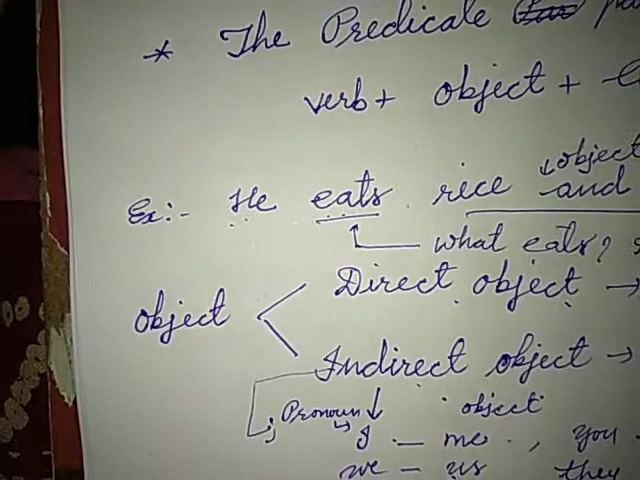 * The Predicate
verb + object +
↓ object
Ex:- He eats rice and
what eats?
Direct object →
object <
Indirect object →
Pronoun ↓ object
I — me, you -
we — us they